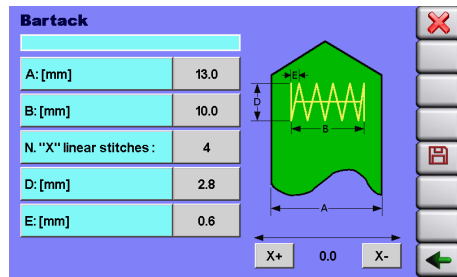 Bartack
A: [mm] 13.0
B: [mm] 10.0
N. "X" linear stitches : 4
D: [mm] 2.8
E: [mm] 0.6
E
D
B
A
X+ 0.0 X-